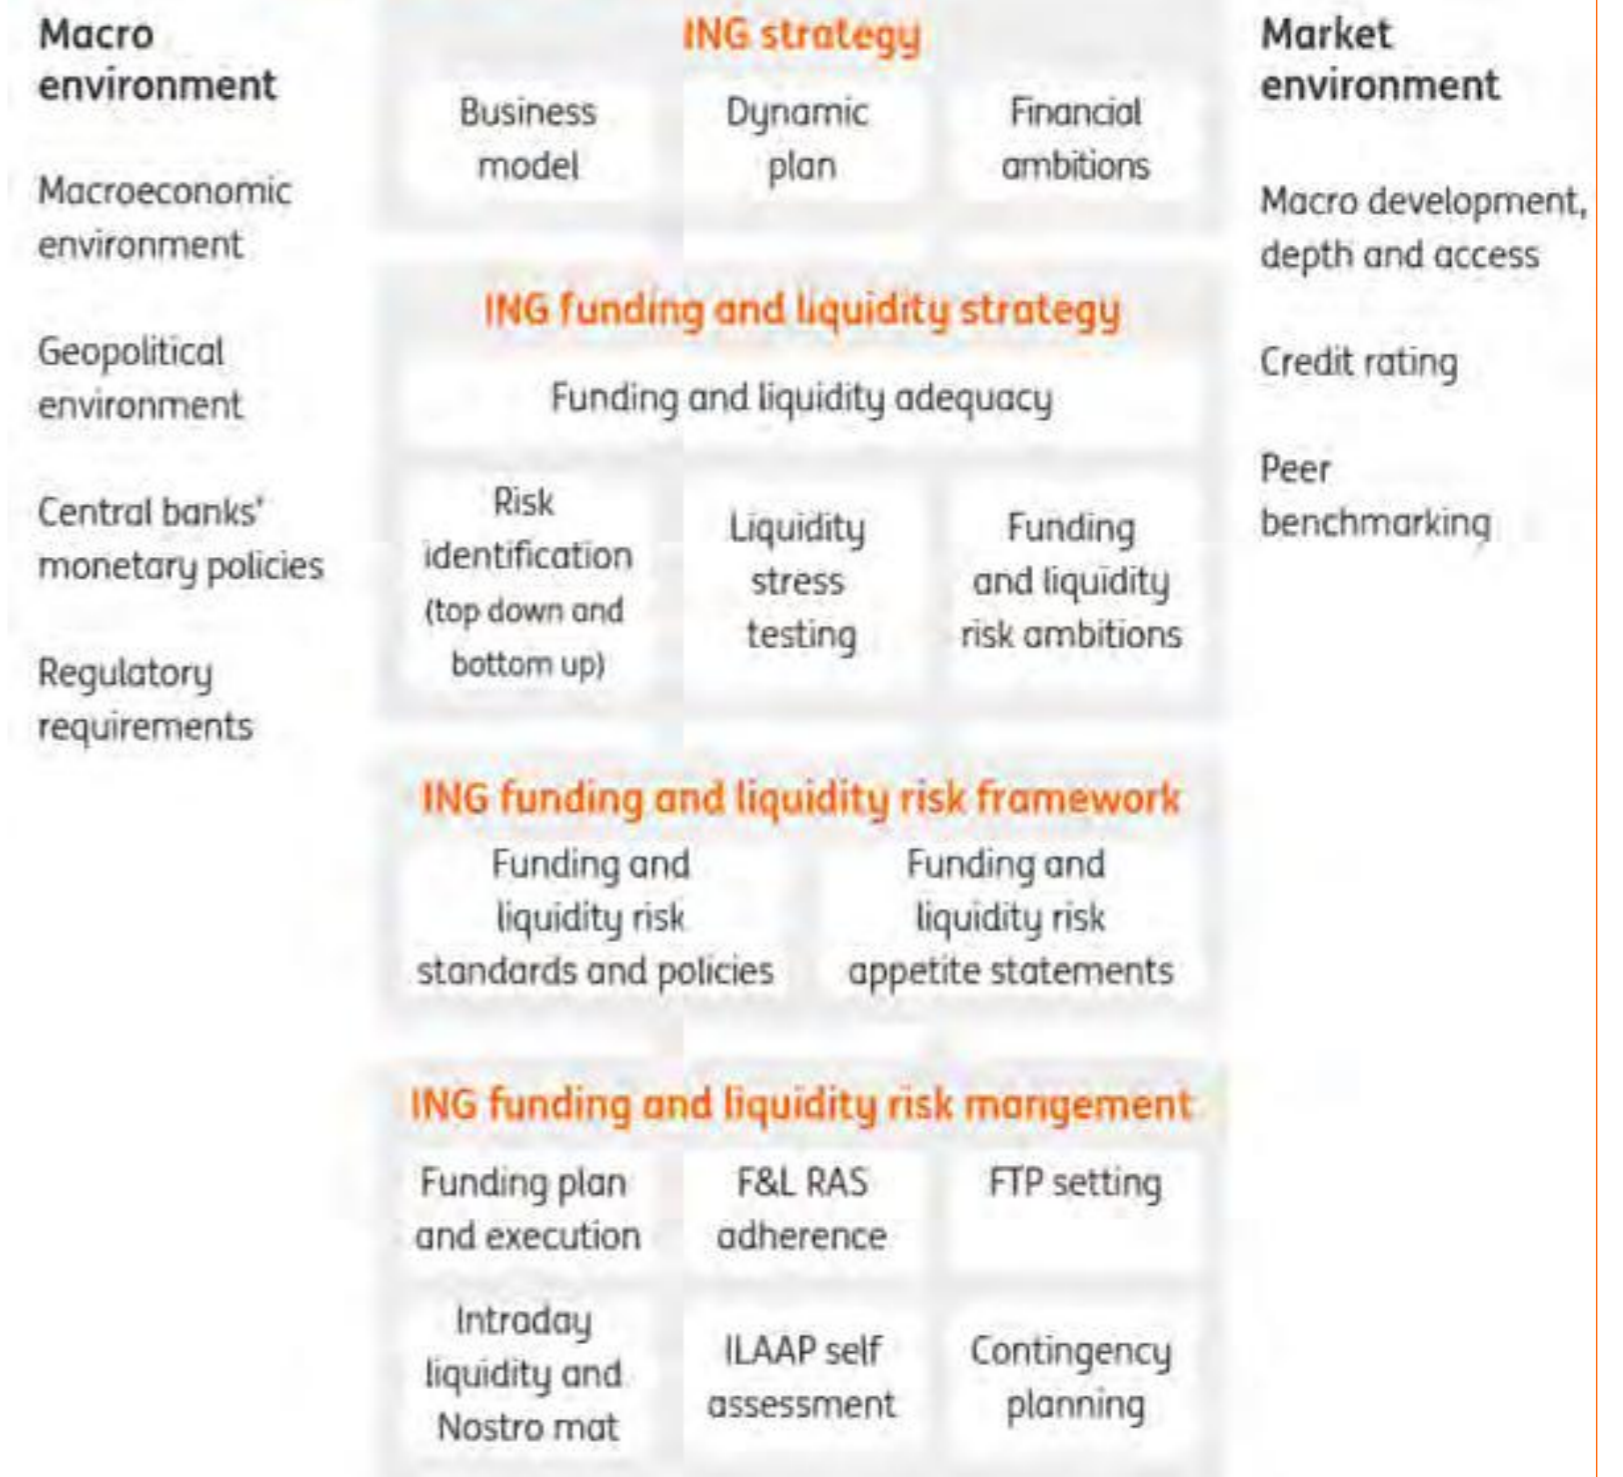 Macro
environment
Macroeconomic
environment
Geopolitical
environment
Central banks'
monetary policies
Regulatory
requirements
ING strategy
Business
model
Dynamic
plan
Financial
ambitions
ING funding and liquidity strategy
Funding and liquidity adequacy
Risk
identification
(top down and
bottom up)
Liquidity
stress
testing
Funding
and liquidity
risk ambitions
ING funding and liquidity risk framework
Funding and
liquidity risk
standards and policies
Funding and
liquidity risk
appetite statements
ING funding and liquidity risk mangement
Funding plan
and execution
F&L RAS
adherence
FTP setting
Intraday
liquidity and
Nostro mat
ILAAP self
assessment
Contingency
planning
Market
environment
Macro development,
depth and access
Credit rating
Peer
benchmarking